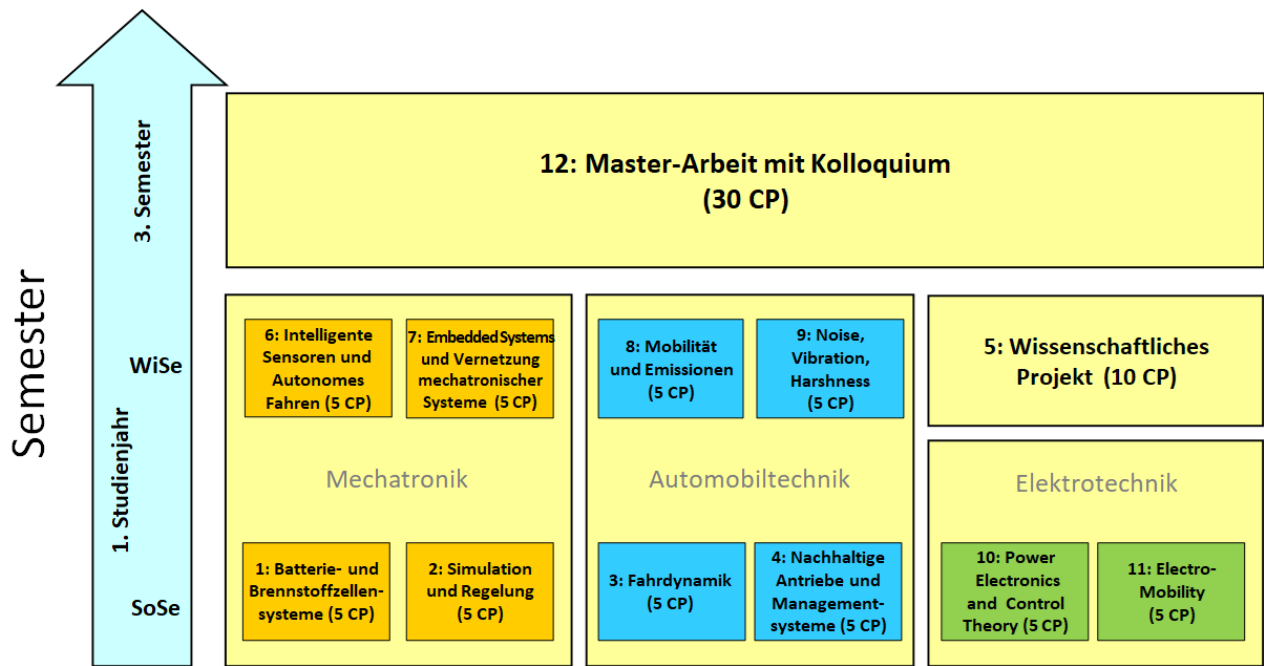 Semester
3. Semester
1. Studienjahr
WiSe
SoSe
12: Master-Arbeit mit Kolloquium
(30 CP)
6: Intelligente
Sensoren und
Autonomes
Fahren (5 CP)
7: Embedded Systems
und Vernetzung
mechatronischer
Systeme (5 CP)
8: Mobilität
und Emissionen
(5 CP)
9: Noise,
Vibration,
Harshness
(5 CP)
5: Wissenschaftliches
Projekt (10 CP)
Mechatronik
Automobiltechnik
Elektrotechnik
1: Batterie- und
Brennstoffzellen-
systeme (5 CP)
2: Simulation
und Regelung
(5 CP)
3: Fahrdynamik
(5 CP)
4: Nachhaltige
Antriebe und
Management-
systeme (5 CP)
10: Power
Electronics
and Control
Theory (5 CP)
11: Electro-
Mobility
(5 CP)